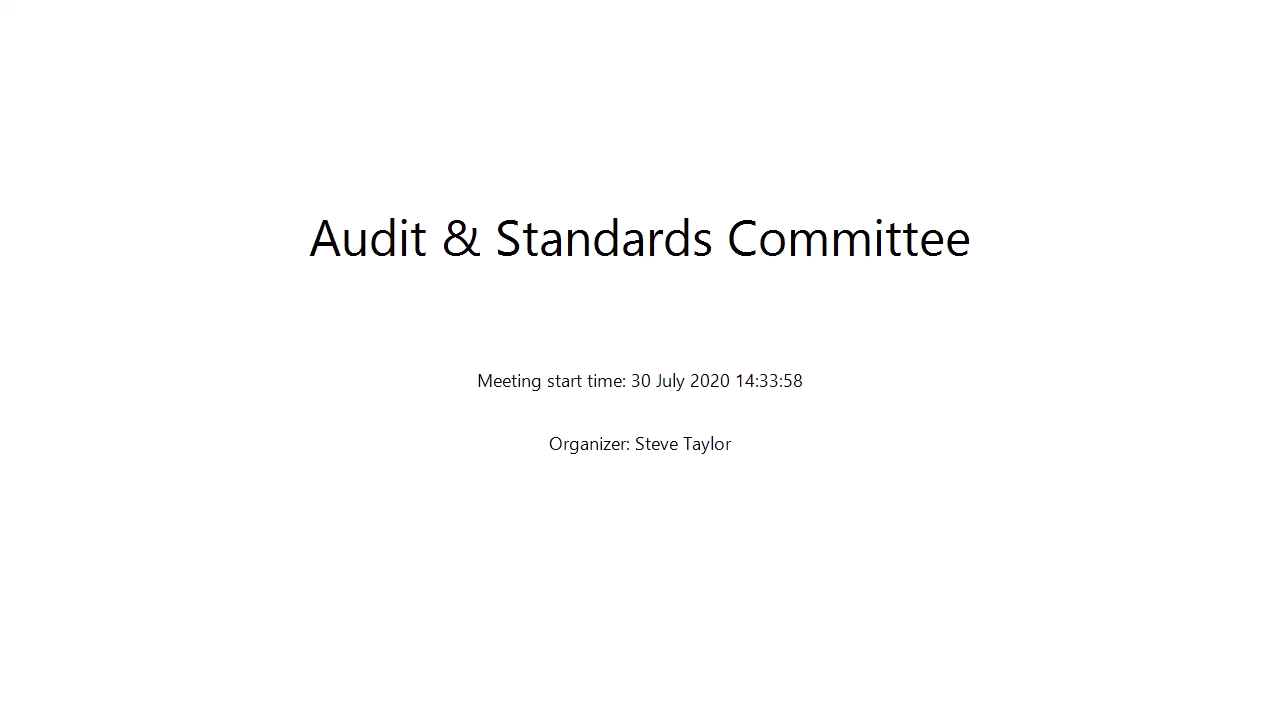 Audit & Standards Committee
Meeting start time: 30 July 2020 14:33:58
Organizer: Steve Taylor